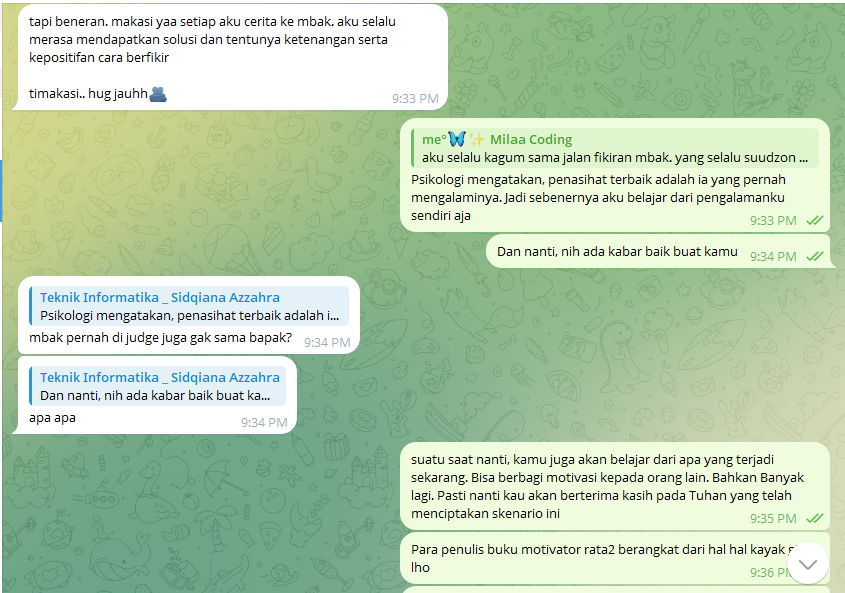 tapi beneran. makasi yaa setiap aku cerita ke mbak. aku selalu
merasa mendapatkan solusi dan tentunya ketenangan serta
kepositifan cara berfikir
timakasi.. hug jauhh🫂
9:33 PM
me°🦋✨ Milaa Coding
aku selalu kagum sama jalan fikiran mbak. yang selalu suudzon ...
Psikologi mengatakan, penasihat terbaik adalah ia yang pernah
mengalaminya. Jadi sebenernya aku belajar dari pengalamanku
sendiri aja
9:33 PM
Dan nanti, nih ada kabar baik buat kamu
9:34 PM
Teknik Informatika _ Sidqiana Azzahra
Psikologi mengatakan, penasihat terbaik adalah i...
mbak pernah di judge juga gak sama bapak?
9:34 PM
Teknik Informatika _ Sidqiana Azzahra
Dan nanti, nih ada kabar baik buat ka...
apa apa
9:34 PM
suatu saat nanti, kamu juga akan belajar dari apa yang terjadi
sekarang. Bisa berbagi motivasi kepada orang lain. Bahkan Banyak
lagi. Pasti nanti kau akan berterima kasih pada Tuhan yang telah
menciptakan skenario ini
9:35 PM
Para penulis buku motivator rata2 berangkat dari hal hal kayak
lho
9:36